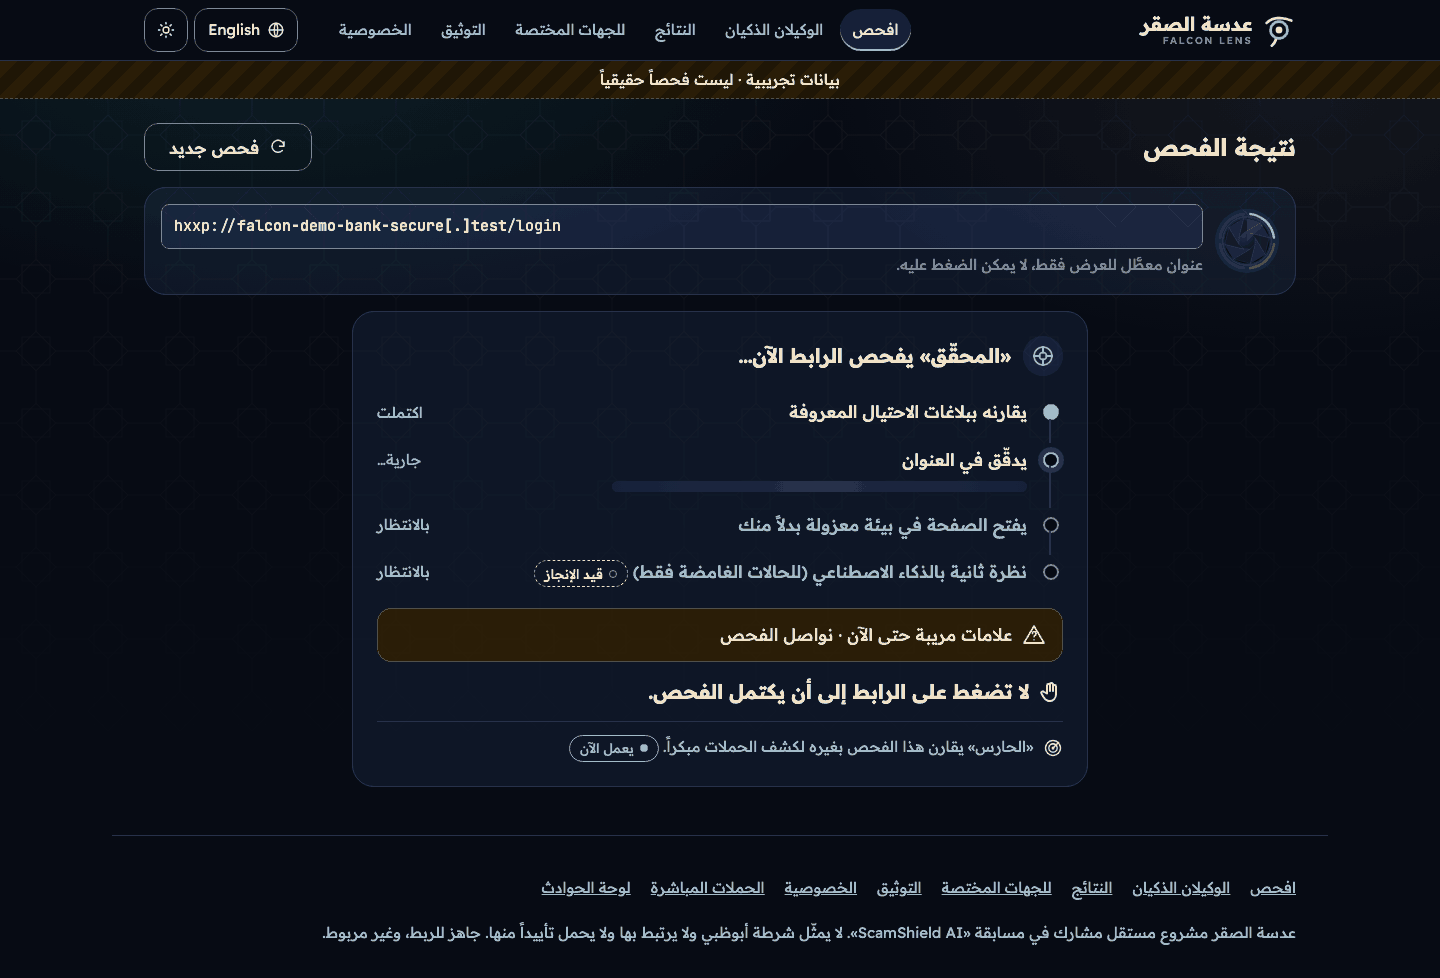 عدسة الصقر
FALCON LENS
افحص
الوكيلان الذكيان
النتائج
للجهات المختصة
التوثيق
الخصوصية
English
بيانات تجريبية · ليست فحصاً حقيقياً
نتيجة الفحص
فحص جديد
hxxp://falcon-demo-bank-secure[.]test/login
عنوان معطَّل للعرض فقط، لا يمكن الضغط عليه.
«المحقّق» يفحص الرابط الآن...
يقارنه ببلاغات الاحتيال المعروفة
اكتملت
يدقّق في العنوان
جارية...
يفتح الصفحة في بيئة معزولة بدلاً منك
بالانتظار
نظرة ثانية بالذكاء الاصطناعي (للحالات الغامضة فقط) قيد الإنجاز
بالانتظار
علامات مريبة حتى الآن · نواصل الفحص
لا تضغط على الرابط إلى أن يكتمل الفحص.
«الحارس» يقارن هذا الفحص بغيره لكشف الحملات مبكراً. يعمل الآن
افحص
الوكيلان الذكيان
النتائج
للجهات المختصة
التوثيق
الخصوصية
الحملات المباشرة
لوحة الحوادث
عدسة الصقر مشروع مستقل مشارك في مسابقة «ScamShield AI». لا يمثّل شرطة أبوظبي ولا يرتبط بها ولا يحمل تأييداً منها. جاهز للربط، وغير مربوط.